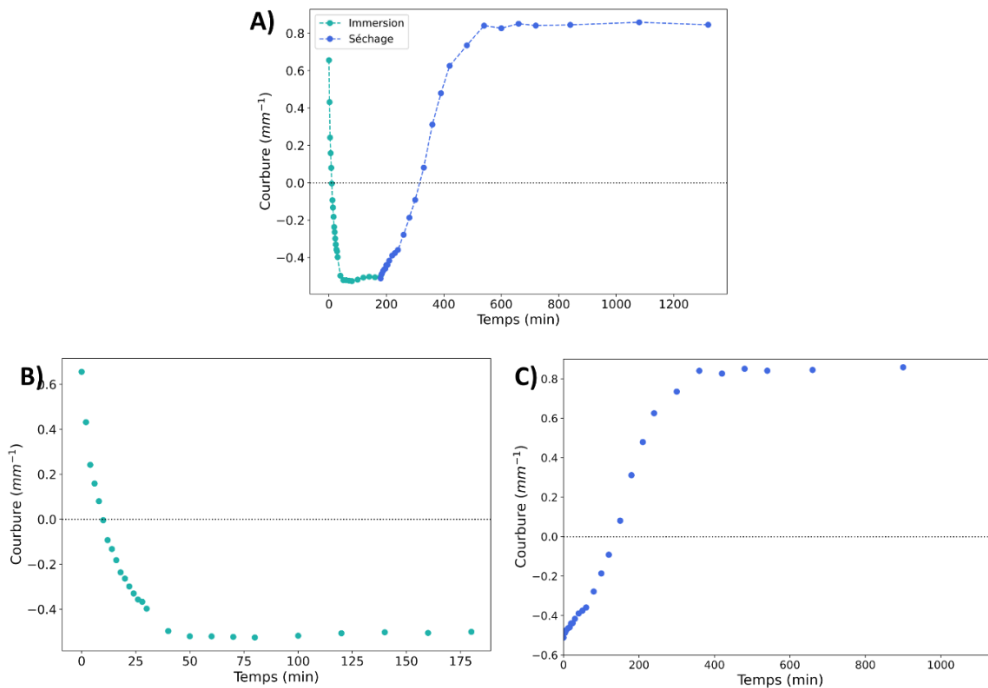 A)
Immersion
Séchage
0.8
0.6
0.4
0.2
0.0
−0.2
−0.4
Courbure (mm⁻¹)
0 200 400 600 800 1000 1200
Temps (min)
B)
0.6
0.4
0.2
0.0
−0.2
−0.4
Courbure (mm⁻¹)
0 25 50 75 100 125 150 175
Temps (min)
C)
0.8
0.6
0.4
0.2
0.0
−0.2
−0.4
−0.6
Courbure (mm⁻¹)
0 200 400 600 800 1000
Temps (min)